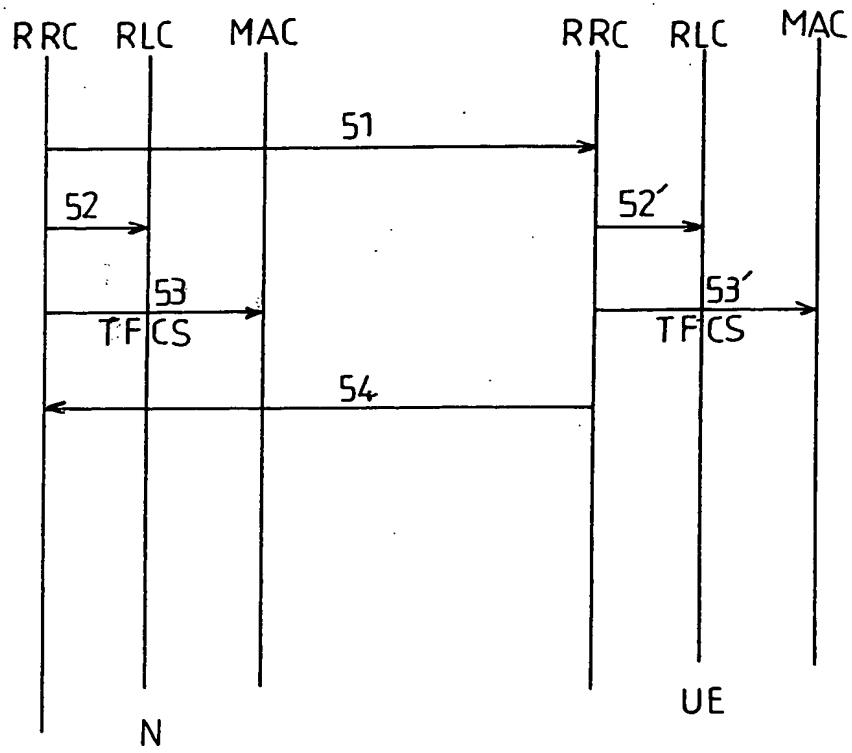 RRC RLC MAC RRC RLC MAC
51
52 52′
53 53′
TFCS TFCS
54
UE
N